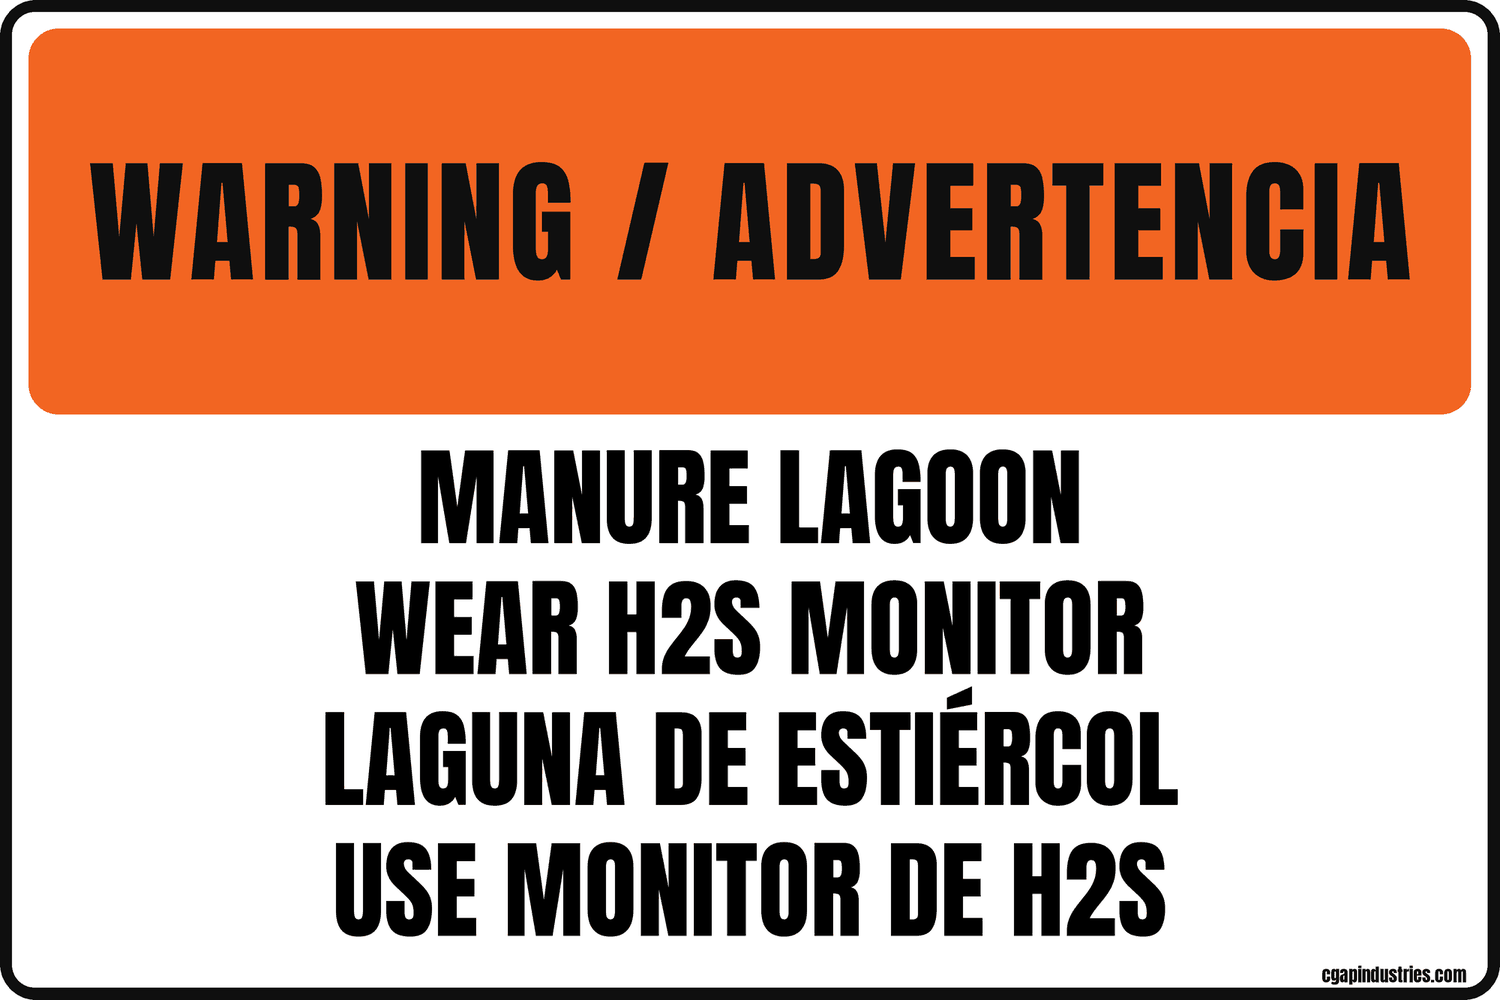 WARNING / ADVERTENCIA
MANURE LAGOON
WEAR H2S MONITOR
LAGUNA DE ESTIÉRCOL
USE MONITOR DE H2S
cgapindustries.com